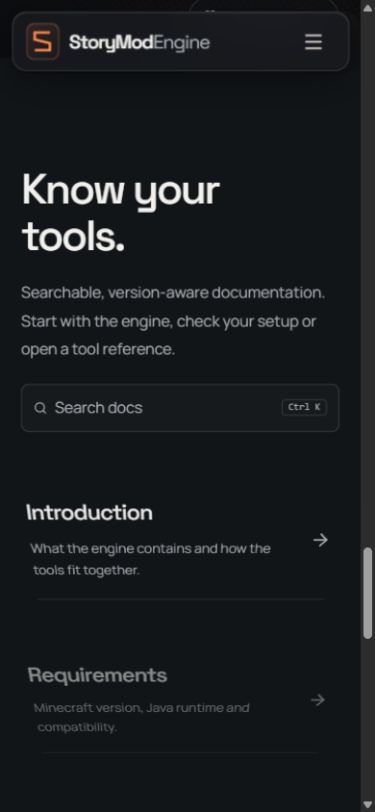 StoryModEngine
Know your
tools.
Searchable, version-aware documentation.
Start with the engine, check your setup or
open a tool reference.
Search docs
Ctrl K
Introduction
What the engine contains and how the
tools fit together.
Requirements
Minecraft version, Java runtime and
compatibility.